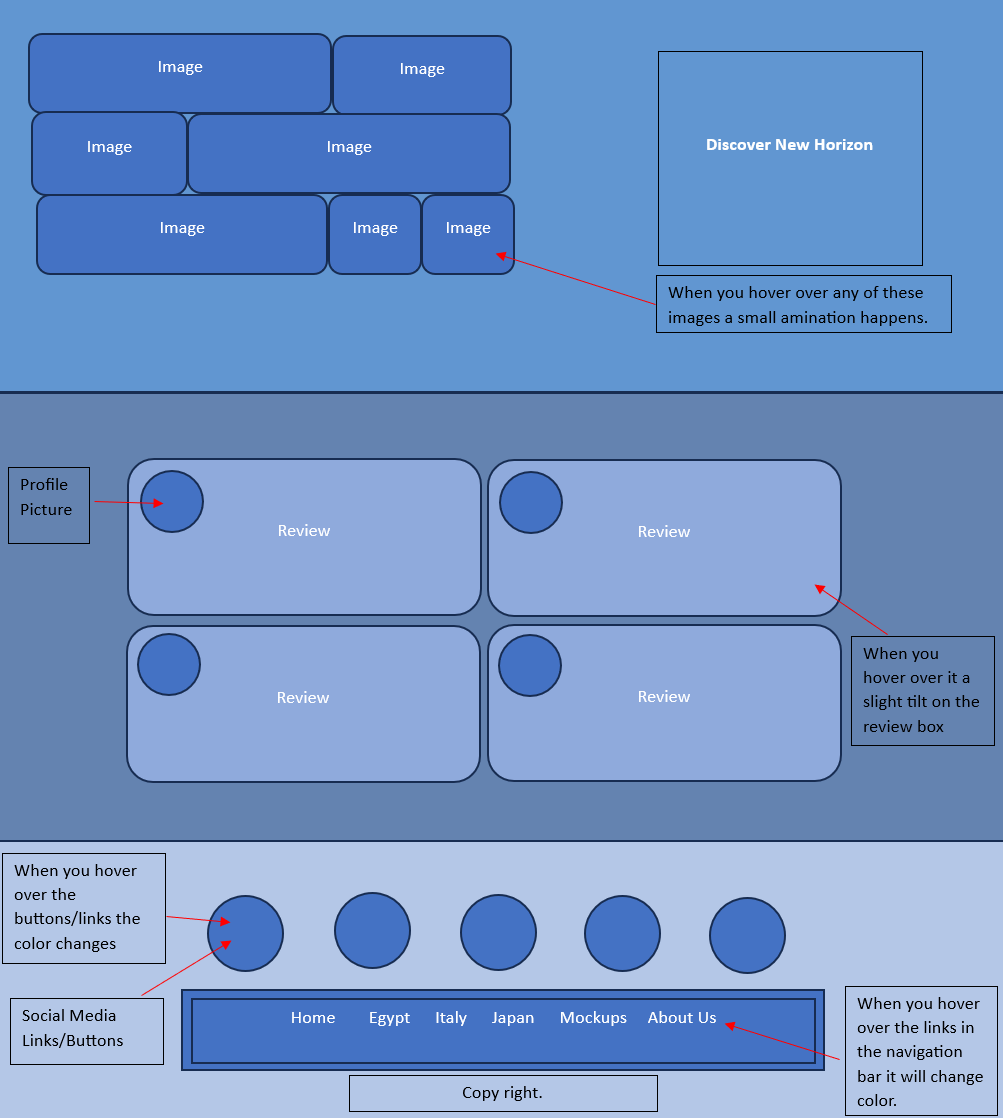 Image
Image
Image
Image
Image
Image
Image
Discover New Horizon
When you hover over any of these
images a small amination happens.
Profile
Picture
Review
Review
Review
Review
When you
hover over it a
slight tilt on the
review box
When you hover
over the
buttons/links the
color changes
Social Media
Links/Buttons
Home Egypt Italy Japan Mockups About Us
When you hover
over the links in
the navigation
bar it will change
color.
Copy right.